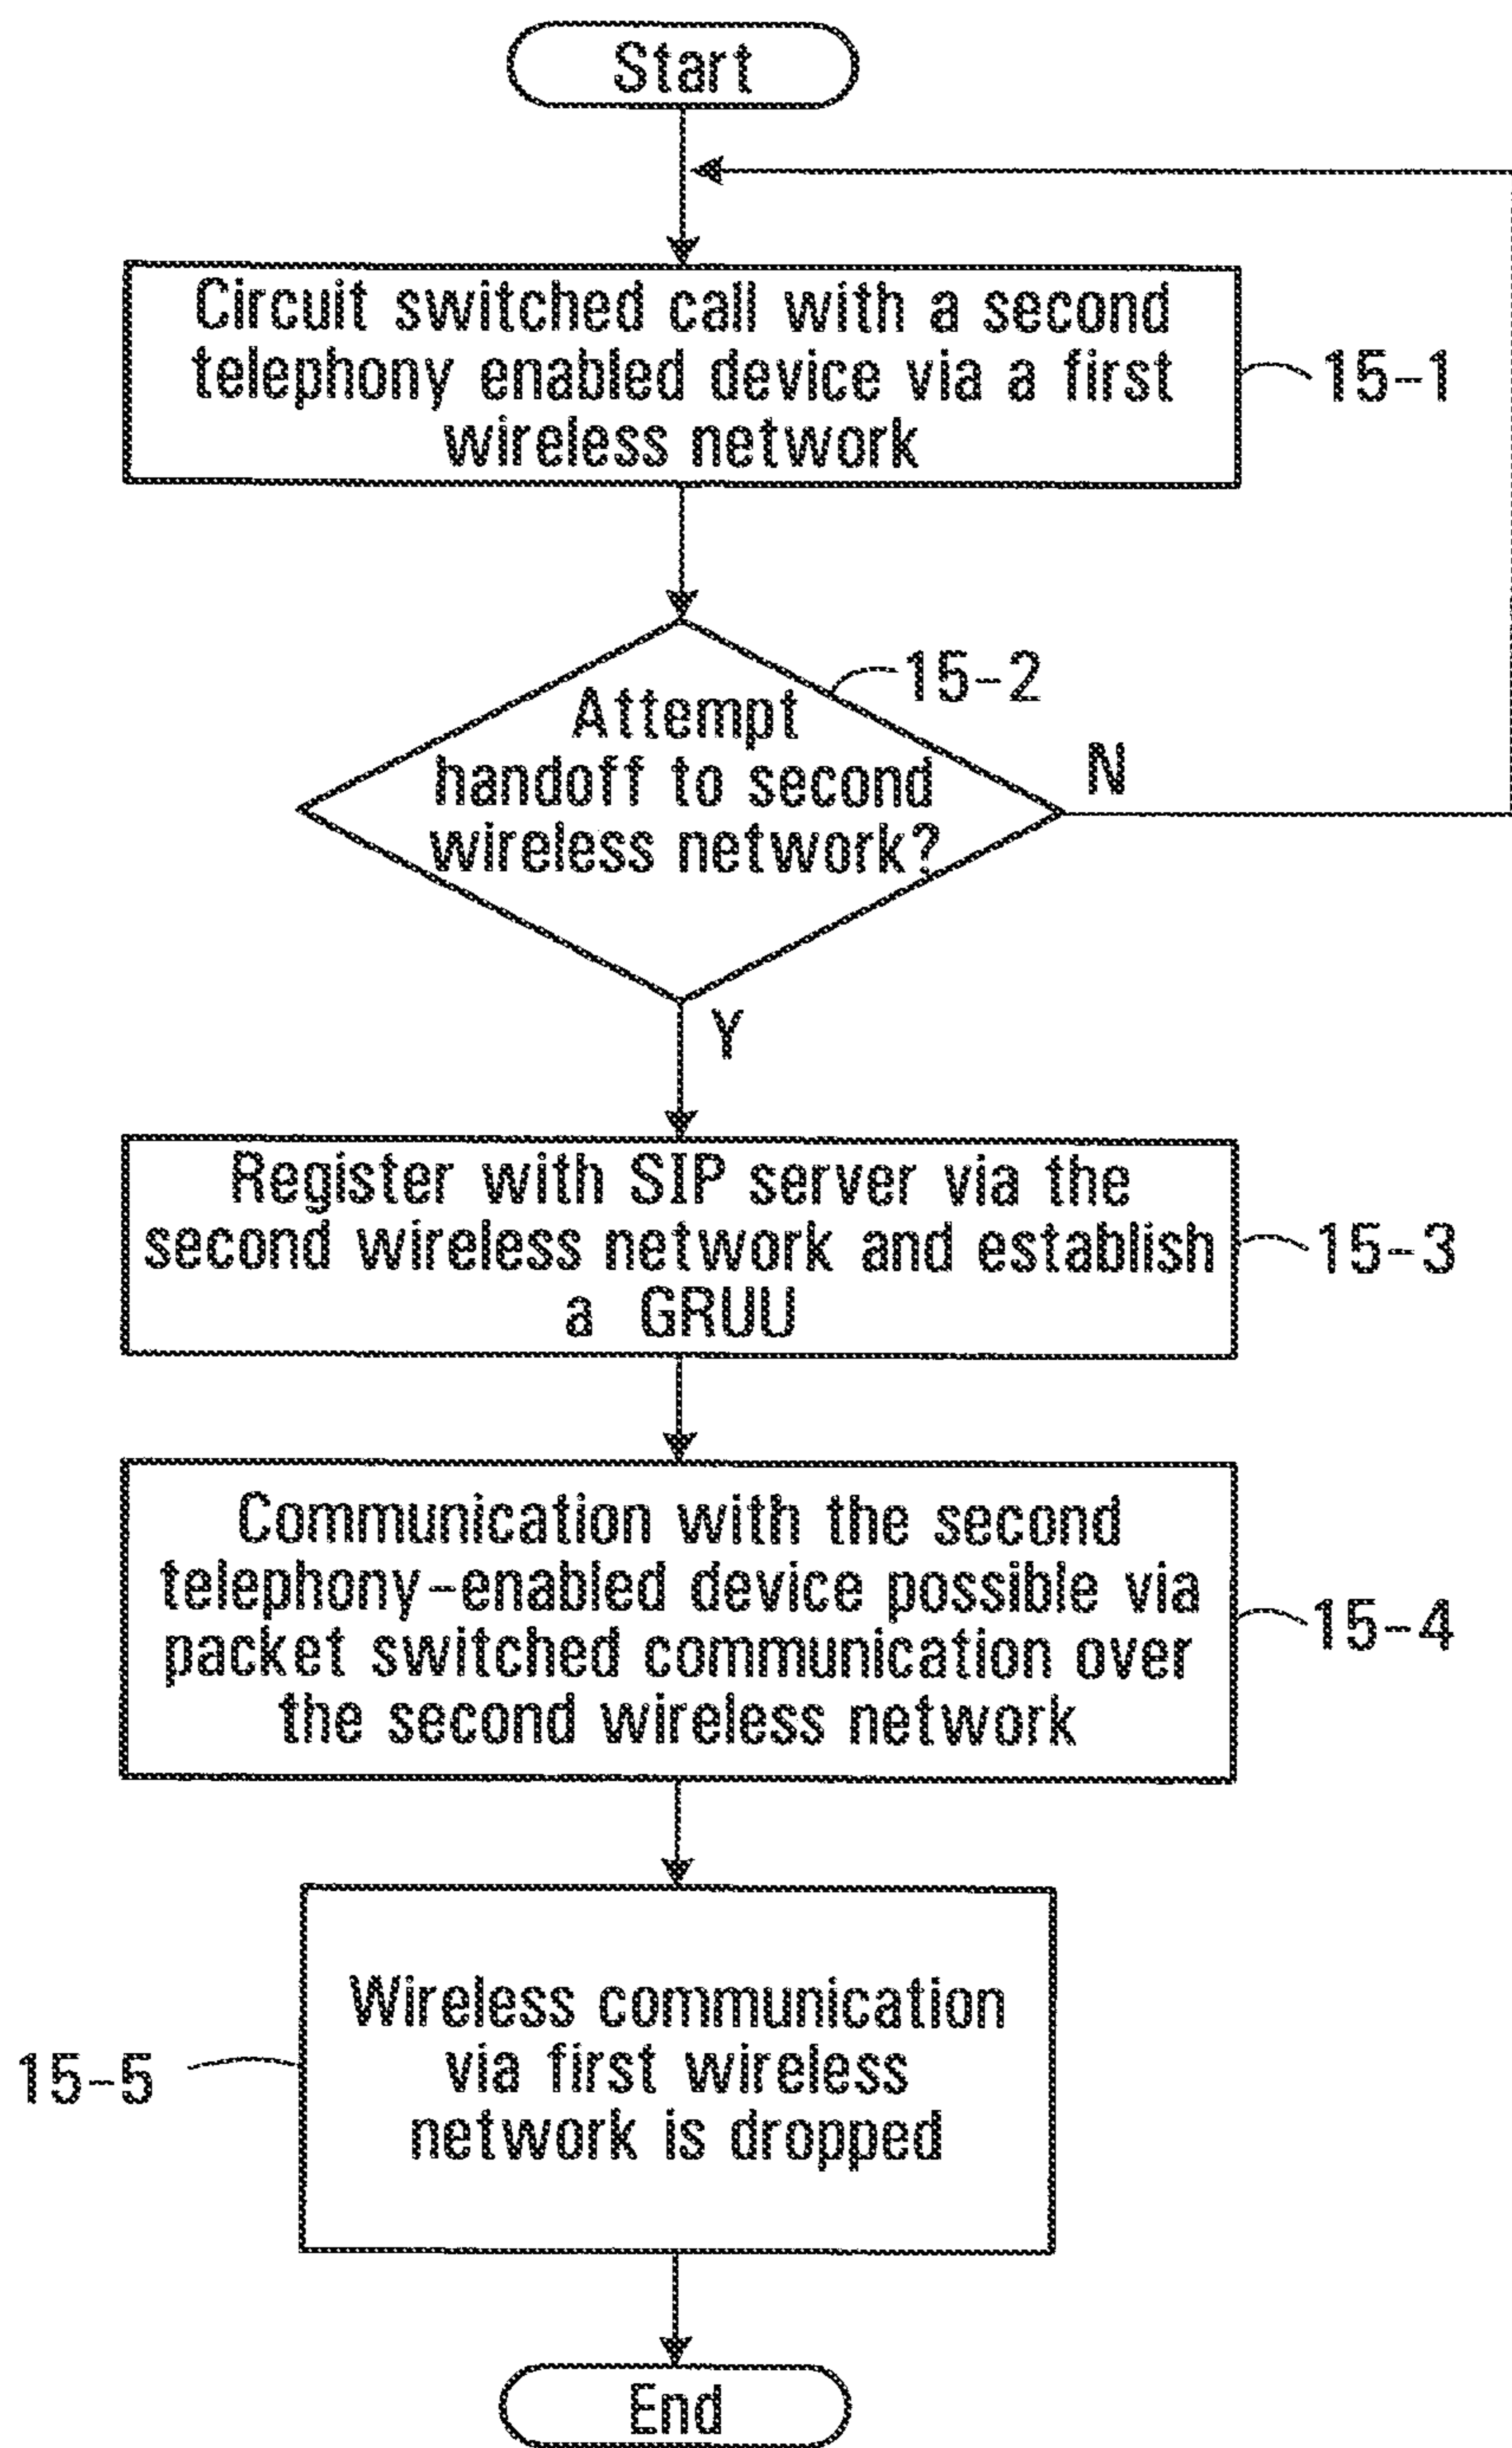 Start
Circuit switched call with a second
telephony enabled device via a first
wireless network
15-1
15-2
Attempt
handoff to second
wireless network?
N
Y
Register with SIP server via the
second wireless network and establish
a GRUU
15-3
Communication with the second
telephony-enabled device possible via
packet switched communication over
the second wireless network
15-4
Wireless communication
via first wireless
network is dropped
15-5
End